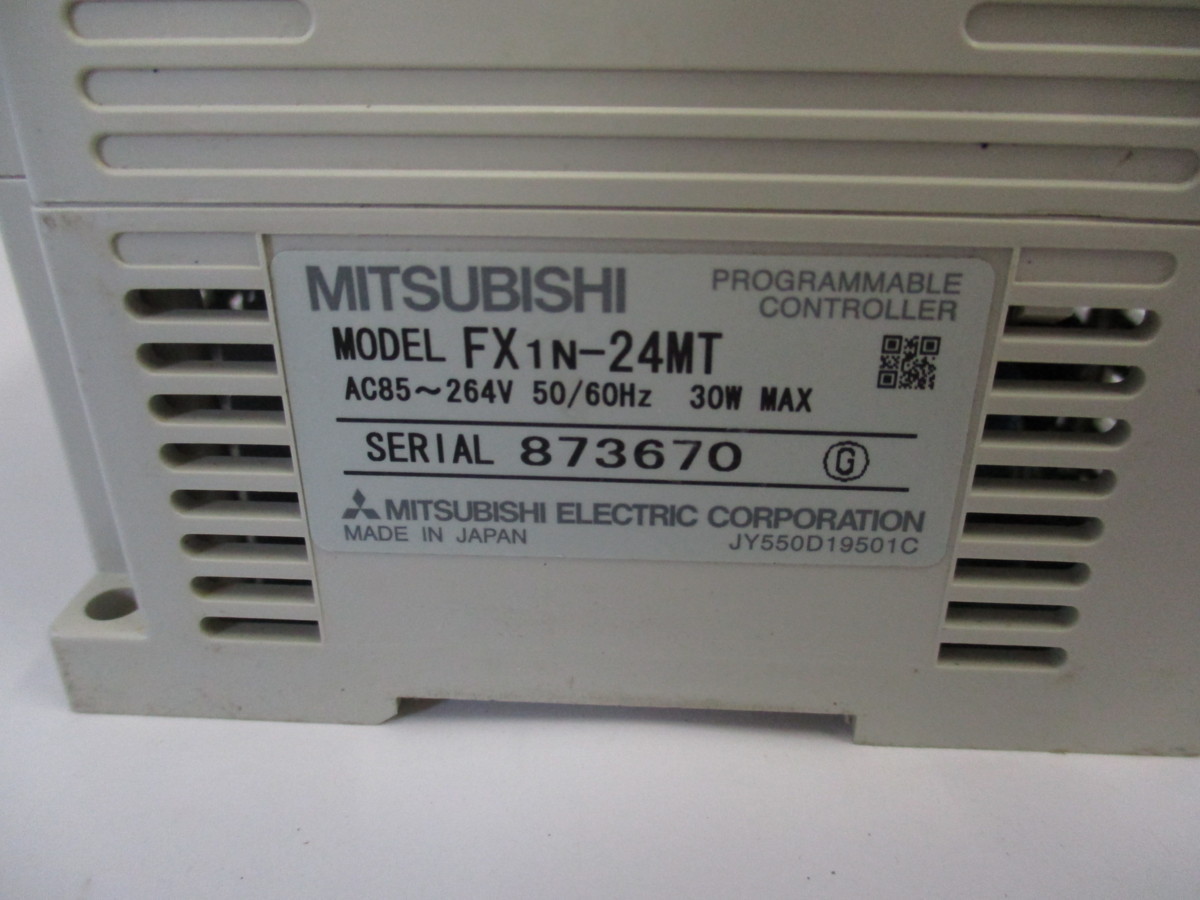 MITSUBISHI
PROGRAMMABLE
CONTROLLER
MODEL FX1N-24MT
AC85~264V 50/60Hz 30W MAX
SERIAL 873670 G
MITSUBISHI ELECTRIC CORPORATION
MADE IN JAPAN JY550D19501C